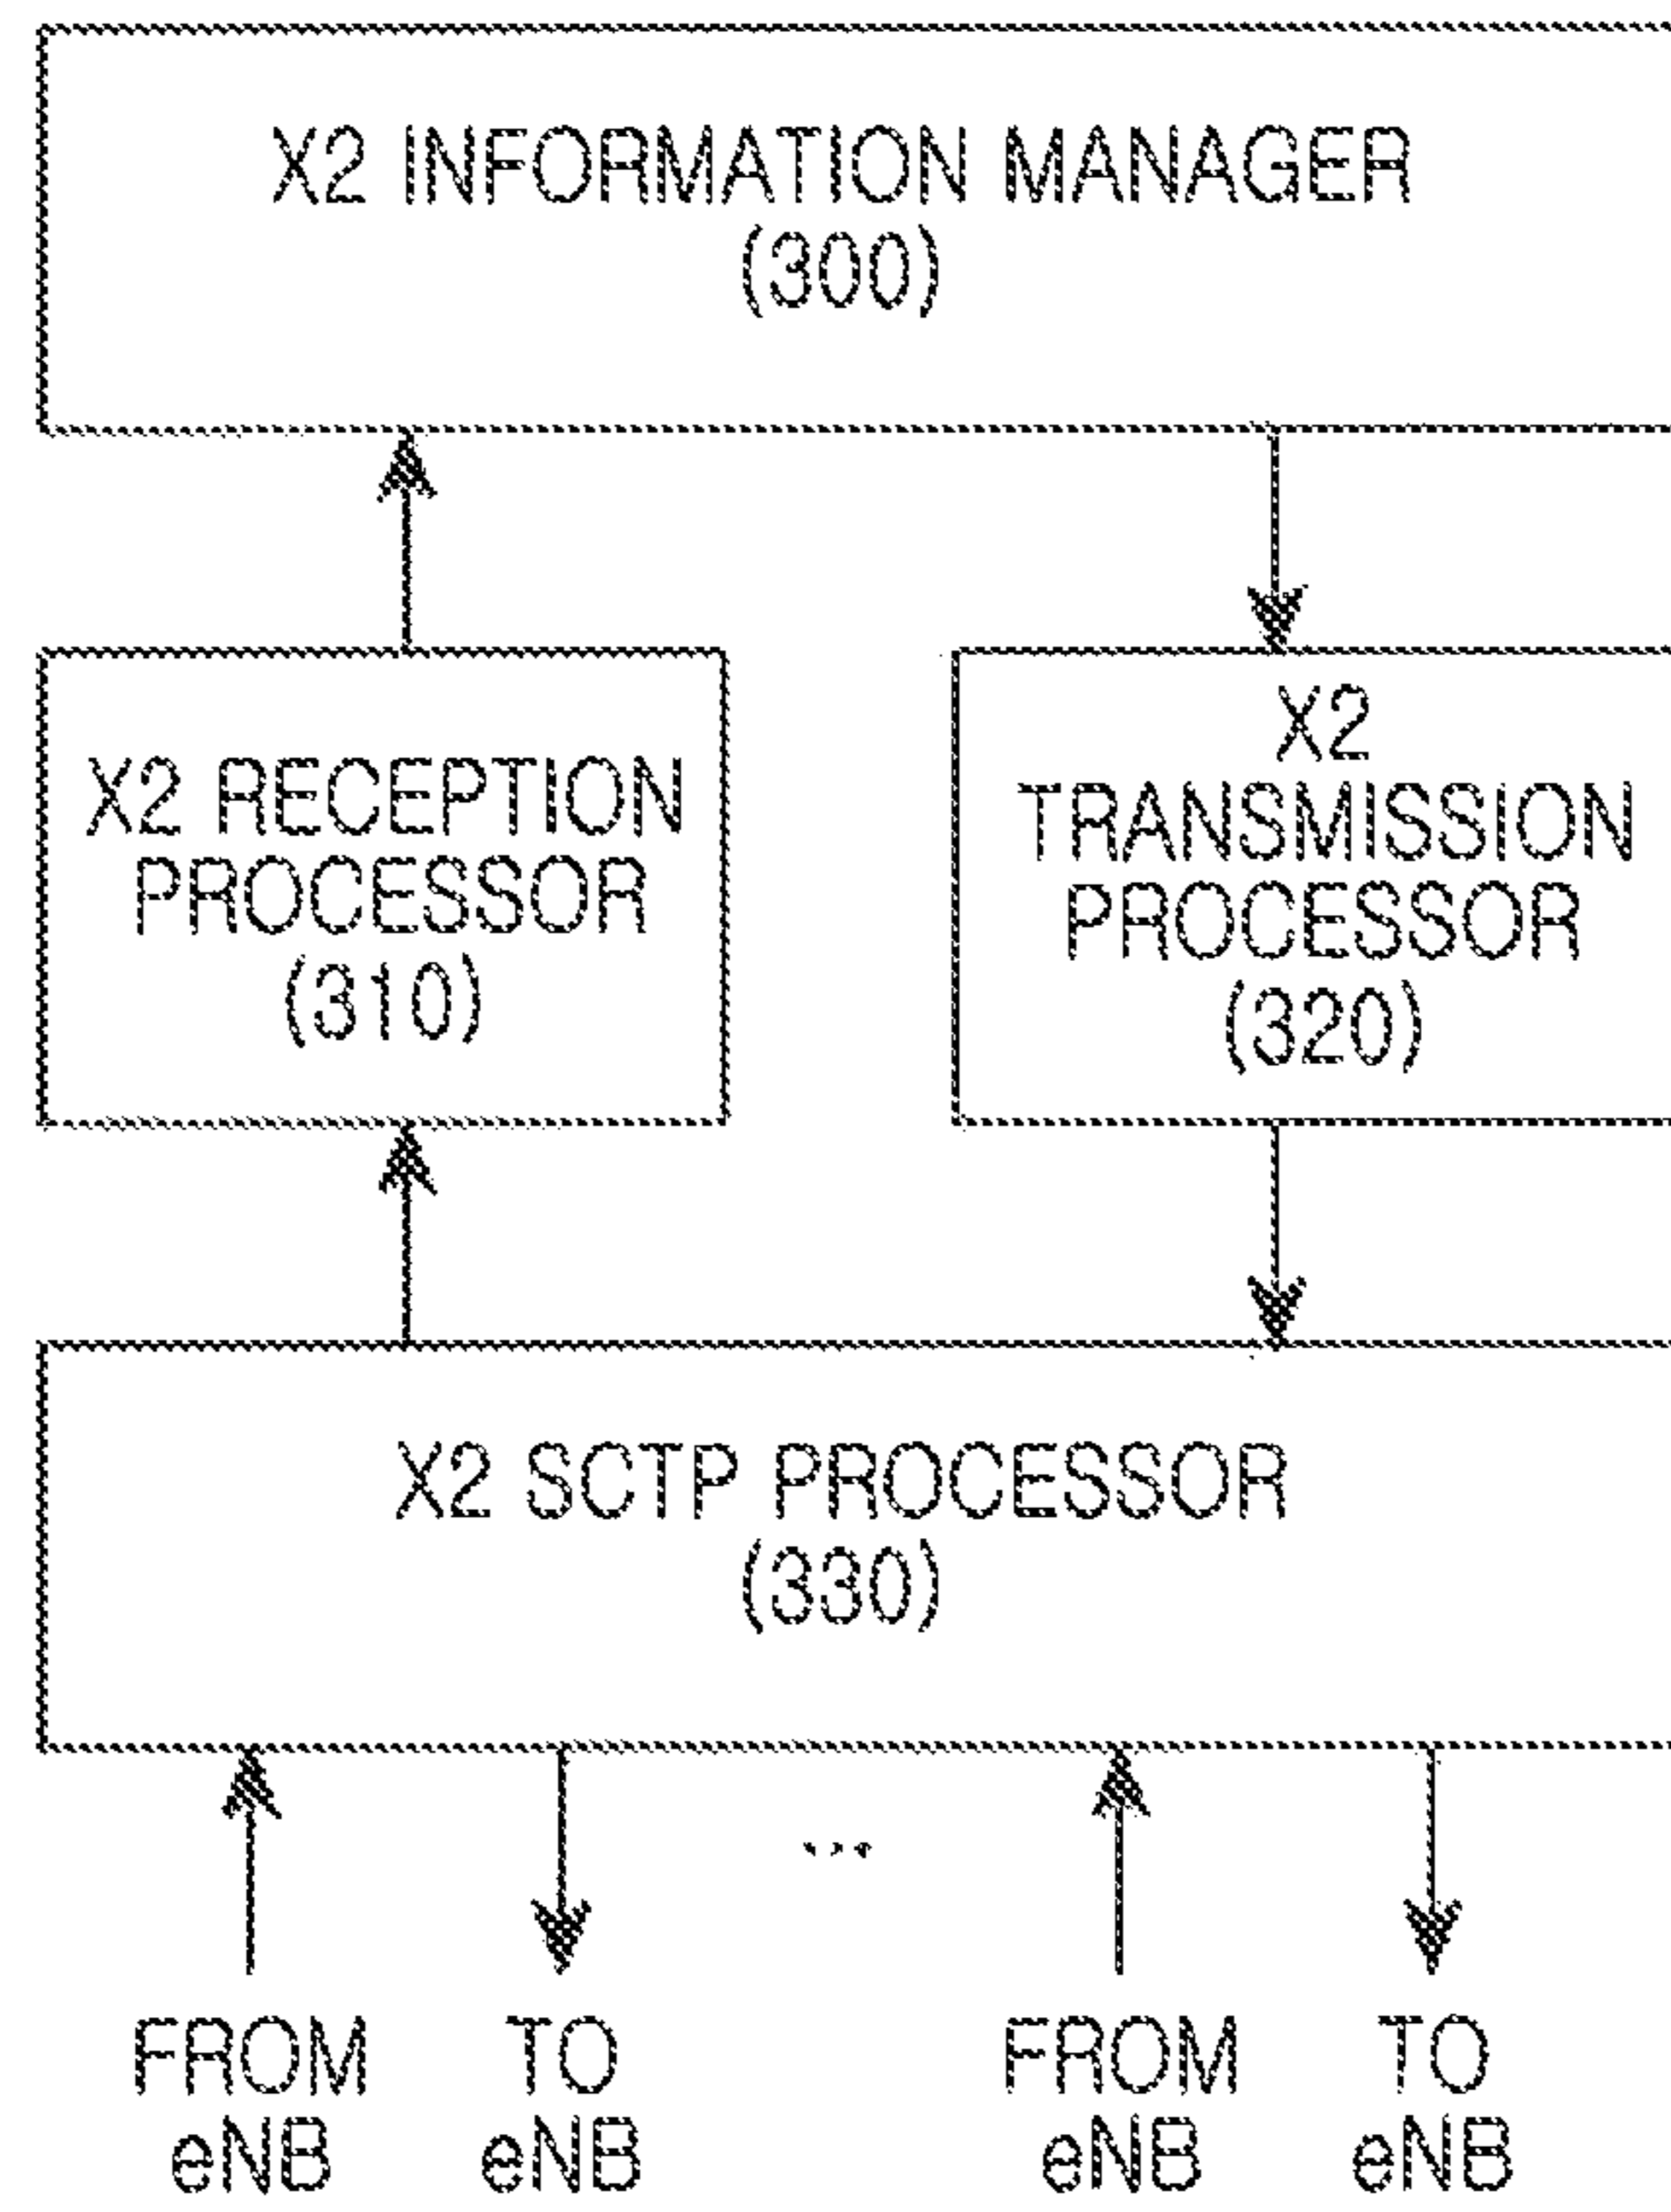 X2 INFORMATION MANAGER
(300)
X2 RECEPTION
PROCESSOR
(310)
X2
TRANSMISSION
PROCESSOR
(320)
X2 SCTP PROCESSOR
(330)
...
FROM
eNB
TO
eNB
FROM
eNB
TO
eNB